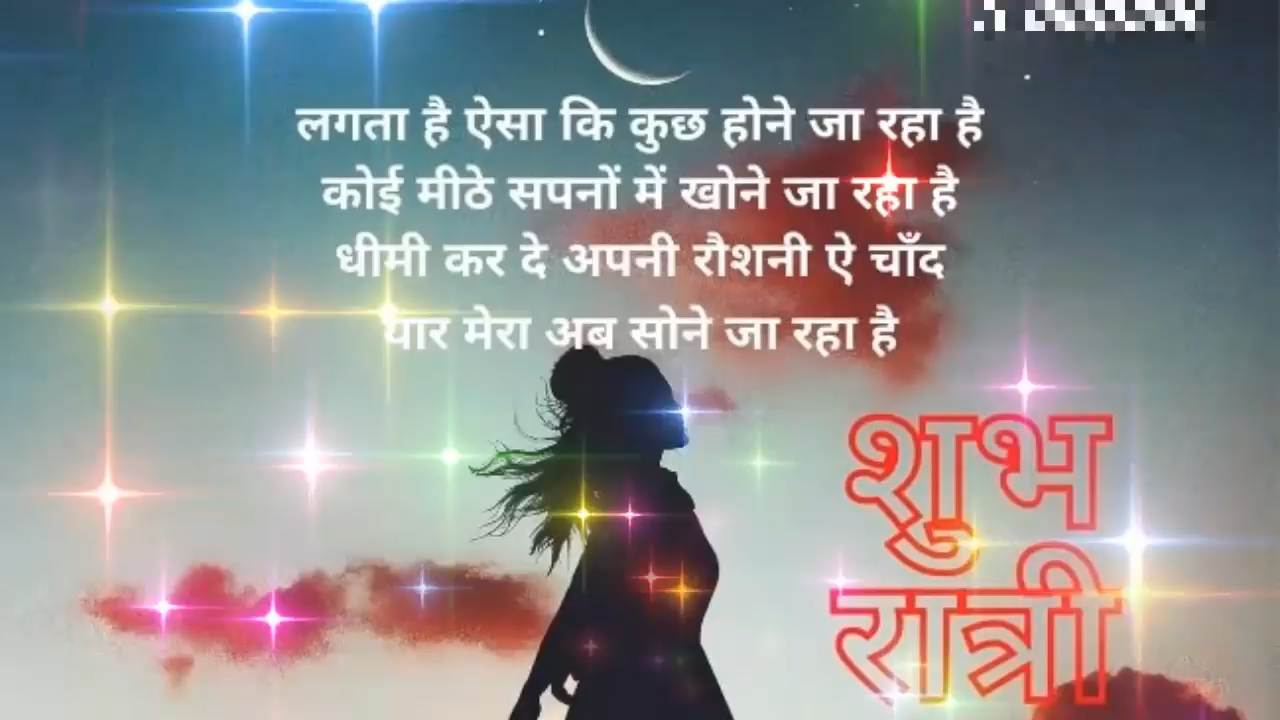 लगता है ऐसा कि कुछ होने जा रहा है
कोई मीठे सपनों में खोने जा रहा है
धीमी कर दे अपनी रौशनी ऐ चाँद
यार मेरा अब सोने जा रहा है
शुभ
रात्री